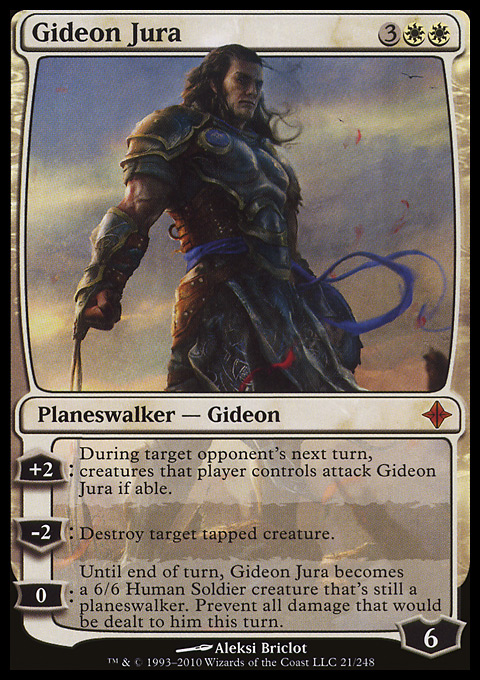 Gideon Jura 3
Planeswalker — Gideon
+2: During target opponent's next turn,
creatures that player controls attack Gideon
Jura if able.
-2: Destroy target tapped creature.
Until end of turn, Gideon Jura becomes
0: a 6/6 Human Soldier creature that's still a
planeswalker. Prevent all damage that would
be dealt to him this turn.
6
Aleksi Briclot
™ & © 1993–2010 Wizards of the Coast LLC 21/248